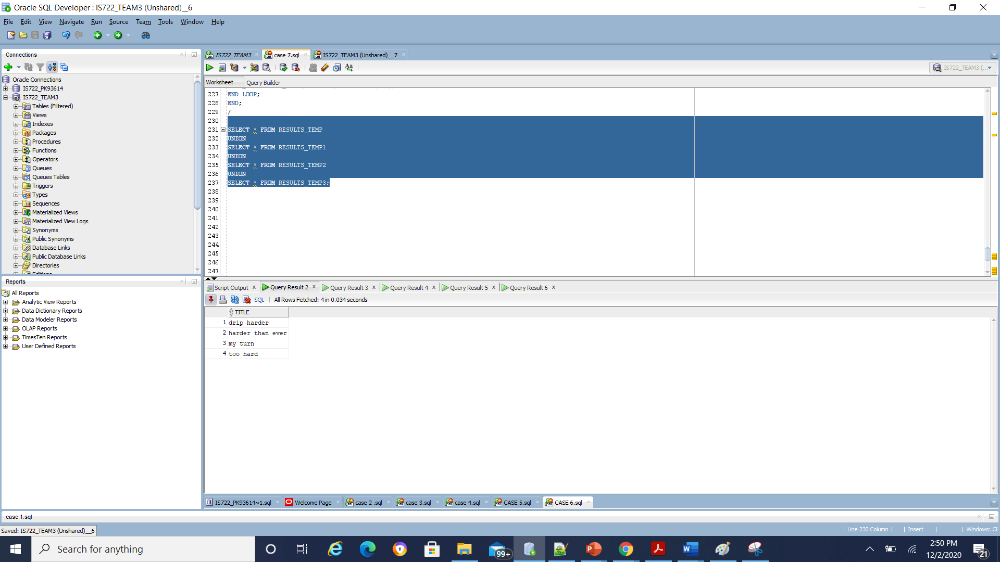 Oracle SQL Developer : IS722_TEAM3 (Unshared)__6
File Edit View Navigate Run Source Team Tools Window Help
Connections
Oracle Connections
IS722_PK93614
IS722_TEAM3
Tables (Filtered)
Views
Indexes
Packages
Procedures
Functions
Operators
Queues
Queues Tables
Triggers
Types
Sequences
Materialized Views
Materialized View Logs
Synonyms
Public Synonyms
Database Links
Public Database Links
Directories
Reports
All Reports
Analytic View Reports
Data Dictionary Reports
Data Modeler Reports
OLAP Reports
TimesTen Reports
User Defined Reports
IS722_TEAM3 case 7.sql IS722_TEAM3 (Unshared)__7
Aa
IS722_TEAM3 (...
Worksheet Query Builder
227 END LOOP;
228 END;
229 /
230
231 SELECT * FROM RESULTS_TEMP
232 UNION
233 SELECT * FROM RESULTS_TEMP1
234 UNION
235 SELECT * FROM RESULTS_TEMP2
236 UNION
237 SELECT * FROM RESULTS_TEMP3;
238
239
240
241
242
243
244
245
246
247
Script Output x Query Result 2 x Query Result 3 x Query Result 4 x Query Result 5 x Query Result 6 x
SQL | All Rows Fetched: 4 in 0.034 seconds
TITLE
1 drip harder
2 harder than ever
3 my turn
4 too hard
IS722_PK93614~1.sql Welcome Page case 2 .sql case 3.sql case 4.sql CASE 5.sql CASE 6.sql
case 1.sql
Saved: IS722_TEAM3 (Unshared)__6
| Line 230 Column 1 | Insert | | Windows: CF
Search for anything
99+
2:50 PM
12/2/2020
21